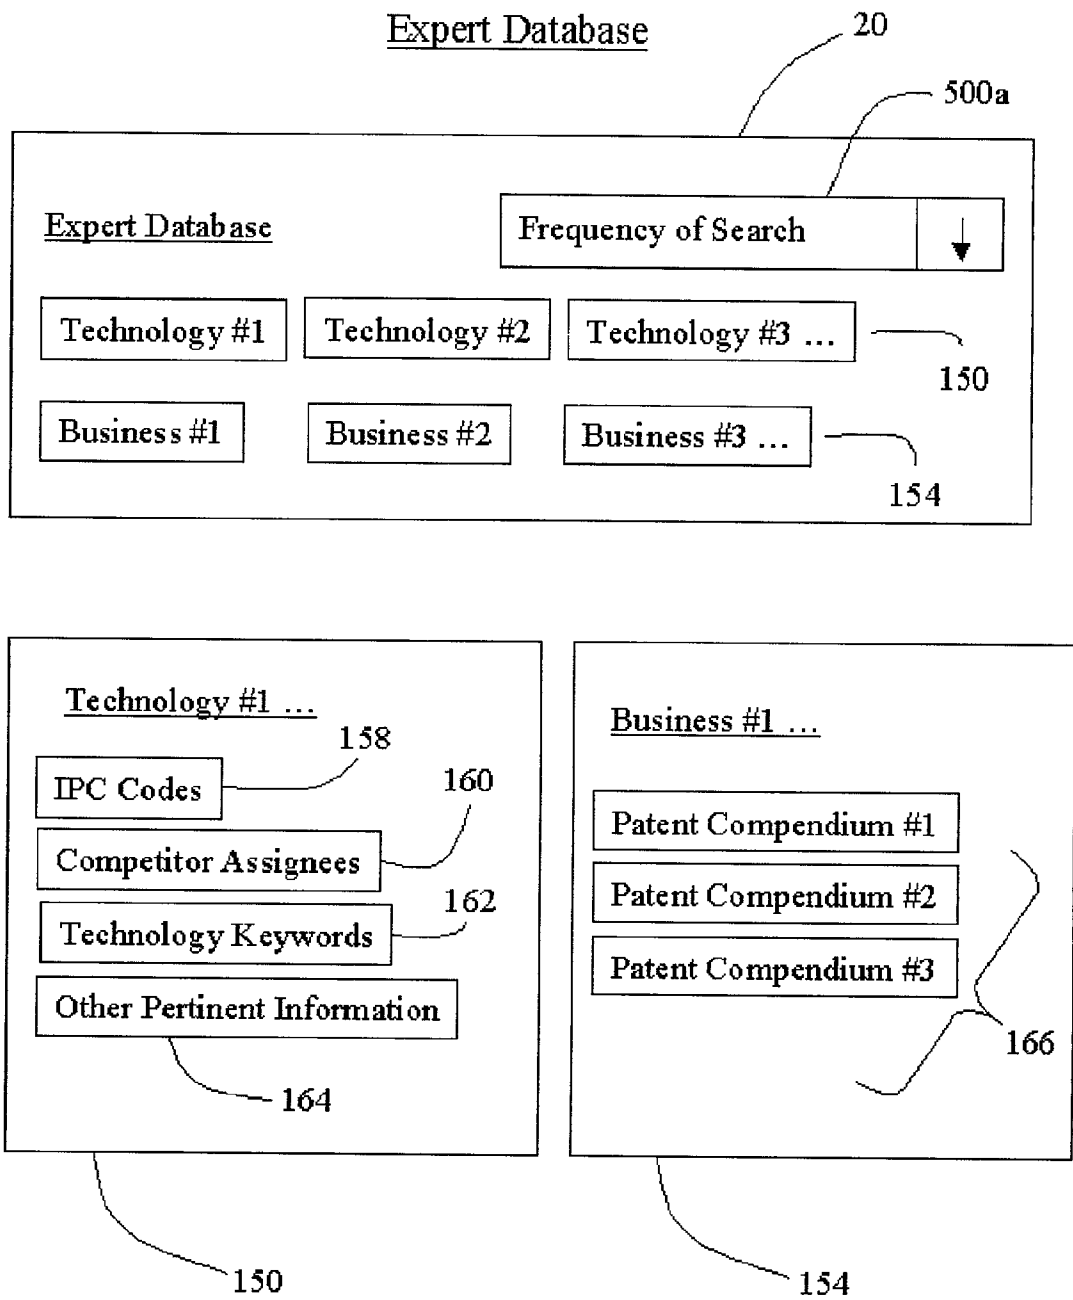 Expert Database
20
500a
Expert Database
Frequency of Search
Technology #1
Technology #2
Technology #3 ...
150
Business #1
Business #2
Business #3 ...
154
Technology #1 ...
158
IPC Codes
160
Competitor Assignees
162
Technology Keywords
Other Pertinent Information
164
150
Business #1 ...
Patent Compendium #1
Patent Compendium #2
Patent Compendium #3
166
154